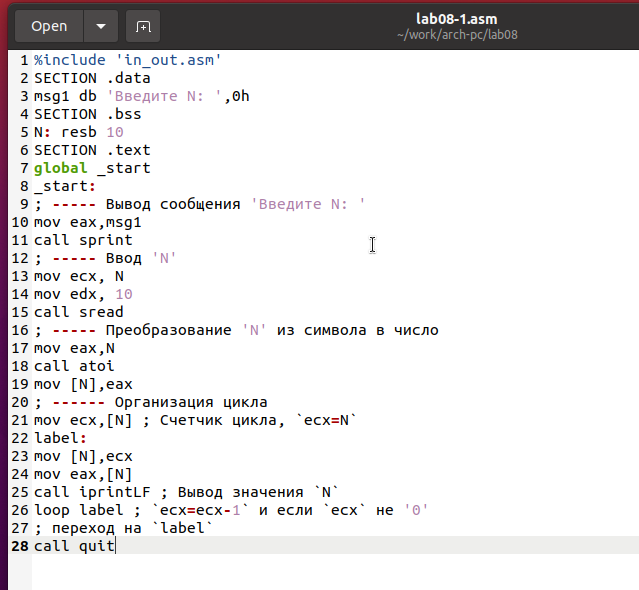 Open
lab08-1.asm
~/work/arch-pc/lab08
1 %include 'in_out.asm'
2 SECTION .data
3 msg1 db 'Введите N: ',0h
4 SECTION .bss
5 N: resb 10
6 SECTION .text
7 global _start
8 _start:
9 ; ----- Вывод сообщения 'Введите N: '
10 mov eax,msg1
11 call sprint
12 ; ----- Ввод 'N'
13 mov ecx, N
14 mov edx, 10
15 call sread
16 ; ----- Преобразование 'N' из символа в число
17 mov eax,N
18 call atoi
19 mov [N],eax
20 ; ------ Организация цикла
21 mov ecx,[N] ; Счетчик цикла, `ecx=N`
22 label:
23 mov [N],ecx
24 mov eax,[N]
25 call iprintLF ; Вывод значения `N`
26 loop label ; `ecx=ecx-1` и если `ecx` не '0'
27 ; переход на `label`
28 call quit